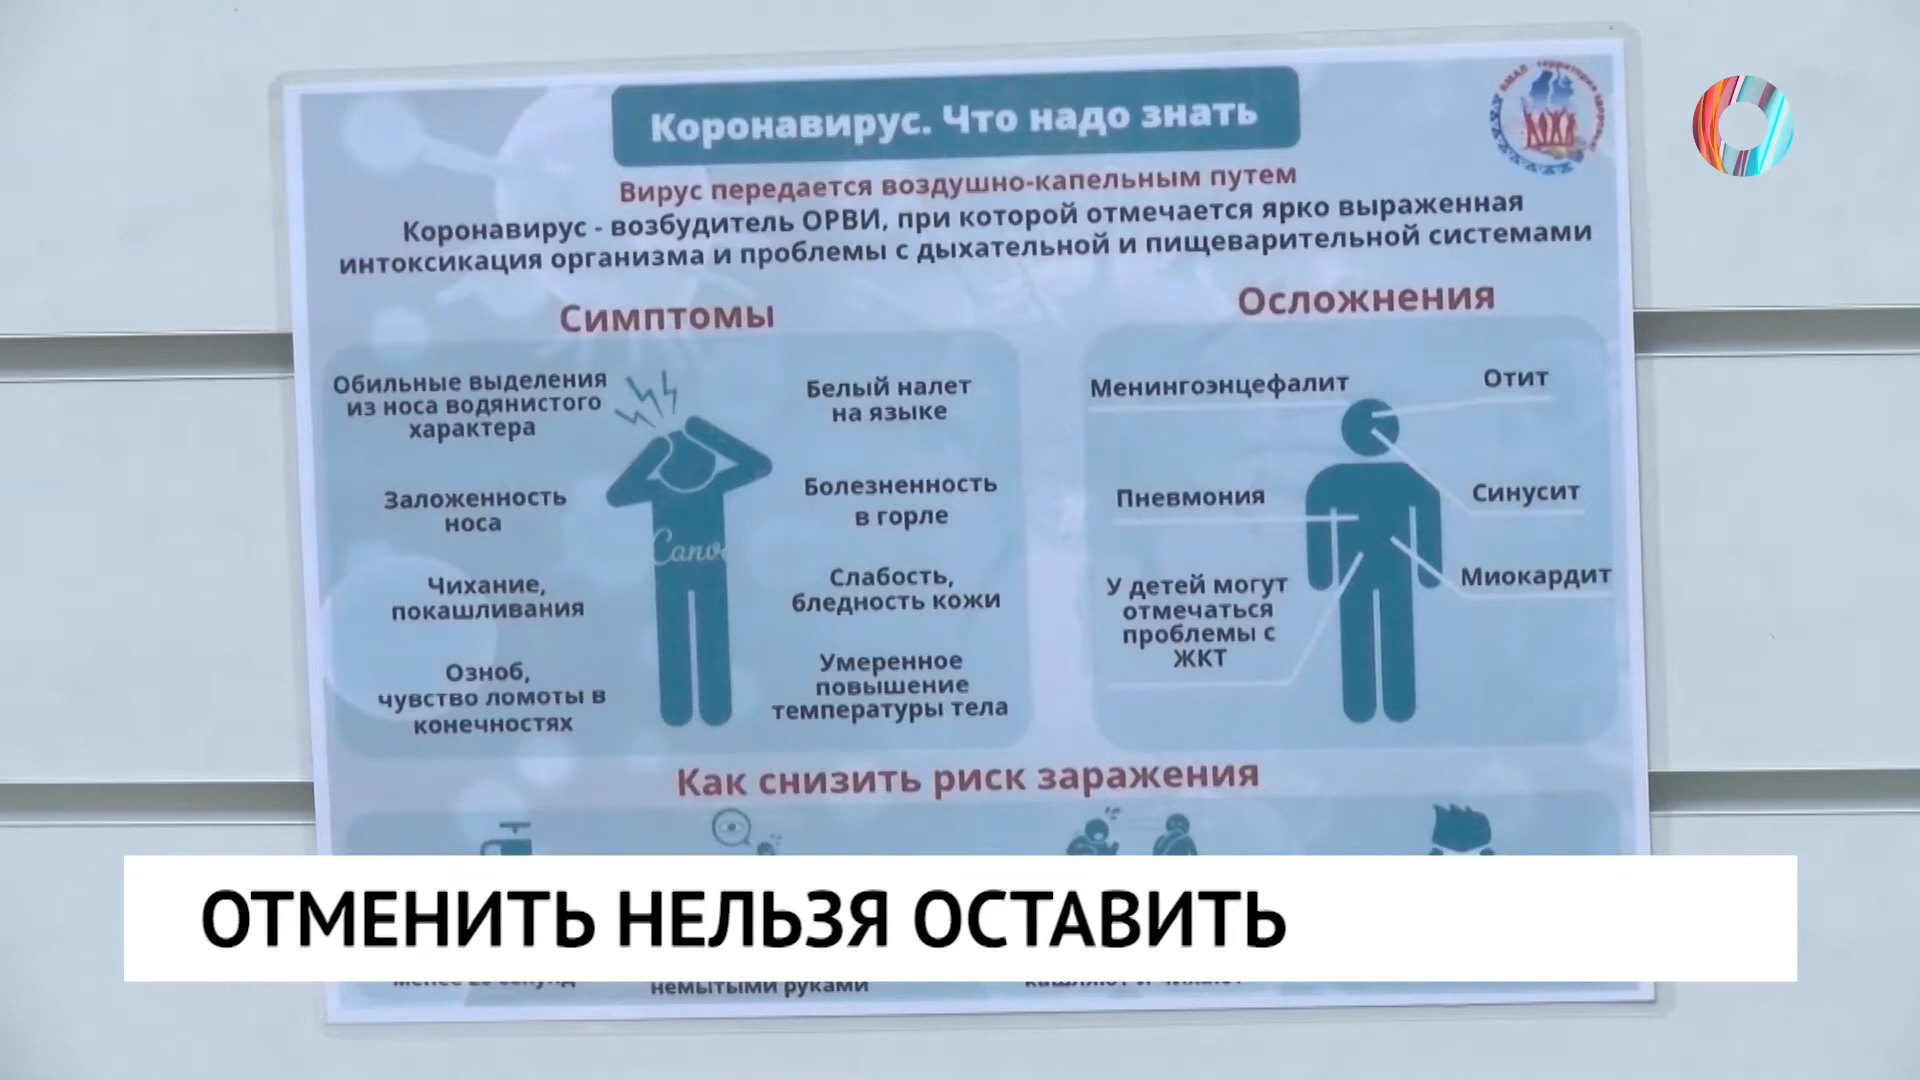 Коронавирус. Что надо знать
Вирус передается воздушно-капельным путем
Коронавирус - возбудитель ОРВИ, при которой отмечается ярко выраженная
интоксикация организма и проблемы с дыхательной и пищеварительной системами
Симптомы
Обильные выделения
из носа водянистого
характера
Заложенность
носа
Чихание,
покашливания
Озноб,
чувство ломоты в
конечностях
Белый налет
на языке
Болезненность
в горле
Слабость,
бледность кожи
Умеренное
повышение
температуры тела
Canva
Осложнения
Менингоэнцефалит
Пневмония
У детей могут
отмечаться
проблемы с
ЖКТ
Отит
Синусит
Миокардит
Как снизить риск заражения
ОТМЕНИТЬ НЕЛЬЗЯ ОСТАВИТЬ
немытыми руками